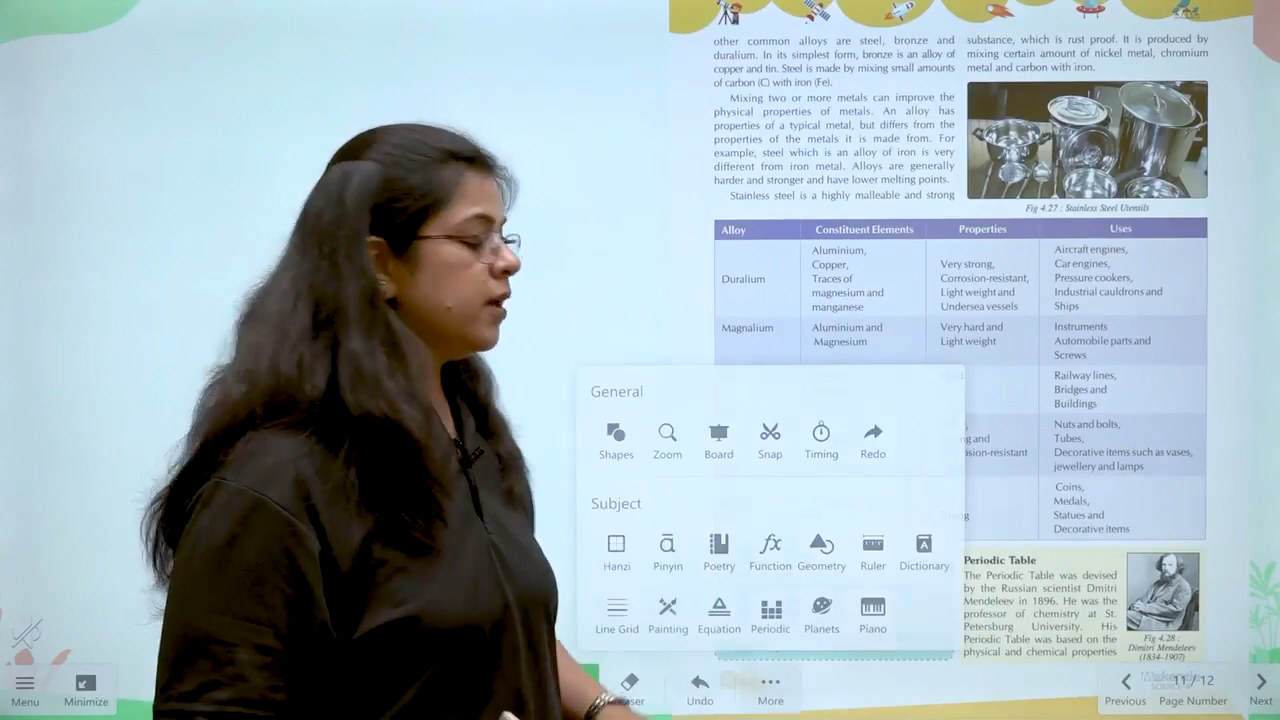 other common alloys are steel, bronze and
duralium. In its simplest form, bronze is an alloy of
copper and tin. Steel is made by mixing small amounts
of carbon (C) with iron (Fe).
Mixing two or more metals can improve the
physical properties of metals. An alloy has
properties of a typical metal, but differs from the
properties of the metals it is made from. For
example, steel which is an alloy of iron is very
different from iron metal. Alloys are generally
harder and stronger and have lower melting points.
Stainless steel is a highly malleable and strong
substance, which is rust proof. It is produced by
mixing certain amount of nickel metal, chromium
metal and carbon with iron.
Fig 4.27 : Stainless Steel Utensils
Alloy Constituent Elements Properties Uses
Duralium
Aluminium,
Copper,
Traces of
magnesium and
manganese
Very strong,
Corrosion-resistant,
Light weight and
Undersea vessels
Aircraft engines,
Car engines,
Pressure cookers,
Industrial cauldrons and
Ships
Magnalium
Aluminium and
Magnesium
Very hard and
Light weight
Instruments
Automobile parts and
Screws
Railway lines,
Bridges and
Buildings
and
Nuts and bolts,
Tubes,
Decorative items such as vases,
jewellery and lamps
Coins,
Medals,
Statues and
Decorative items
General
Shapes Zoom Board Snap Timing Redo
Subject
Hanzi Pinyin Poetry Function Geometry Ruler Dictionary
Line Grid Painting Equation Periodic Planets Piano
Periodic Table
The Periodic Table was devised
by the Russian scientist Dmitri
Mendeleev in 1896. He was the
professor of chemistry at St.
Petersburg University. His
Periodic Table was based on the
physical and chemical properties
Fig 4.28 :
Dimitri Mendeleev
(1834-1907)
Menu Minimize Undo More Previous Page Number Next
11 / 12